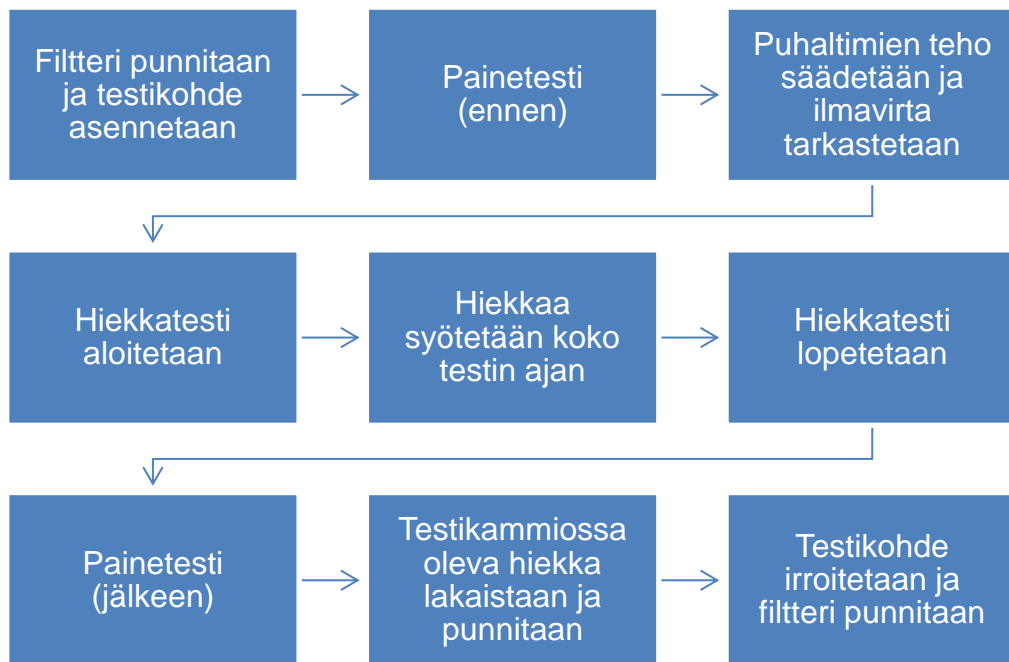 Filtteri punnitaan
ja testikohde
asennetaan
Painetesti
(ennen)
Puhaltimien teho
säädetään ja
ilmavirta
tarkastetaan
Hiekkatesti
aloitetaan
Hiekkaa
syötetään koko
testin ajan
Hiekkatesti
lopetetaan
Painetesti
(jälkeen)
Testikammiossa
oleva hiekka
lakaistaan ja
punnitaan
Testikohde
irroitetaan ja
filtteri punnitaan